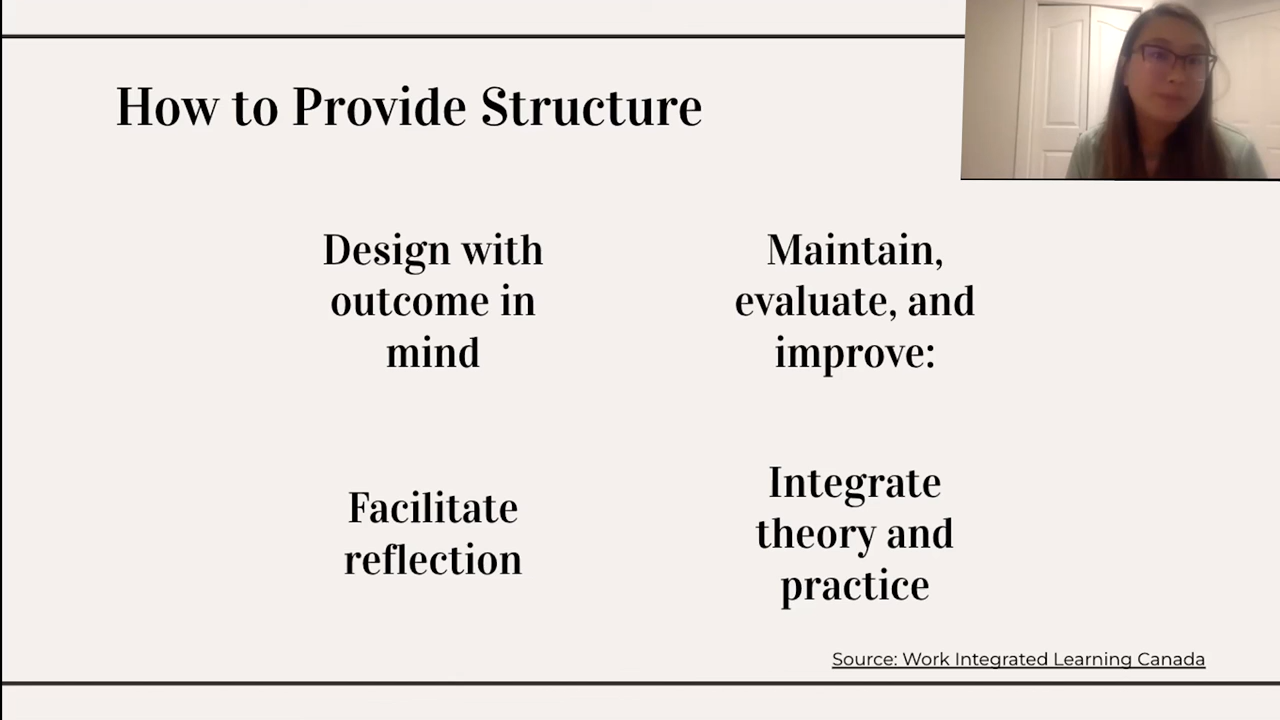 How to Provide Structure
Design with
outcome in
mind
Maintain,
evaluate, and
improve:
Facilitate
reflection
Integrate
theory and
practice
Source: Work Integrated Learning Canada